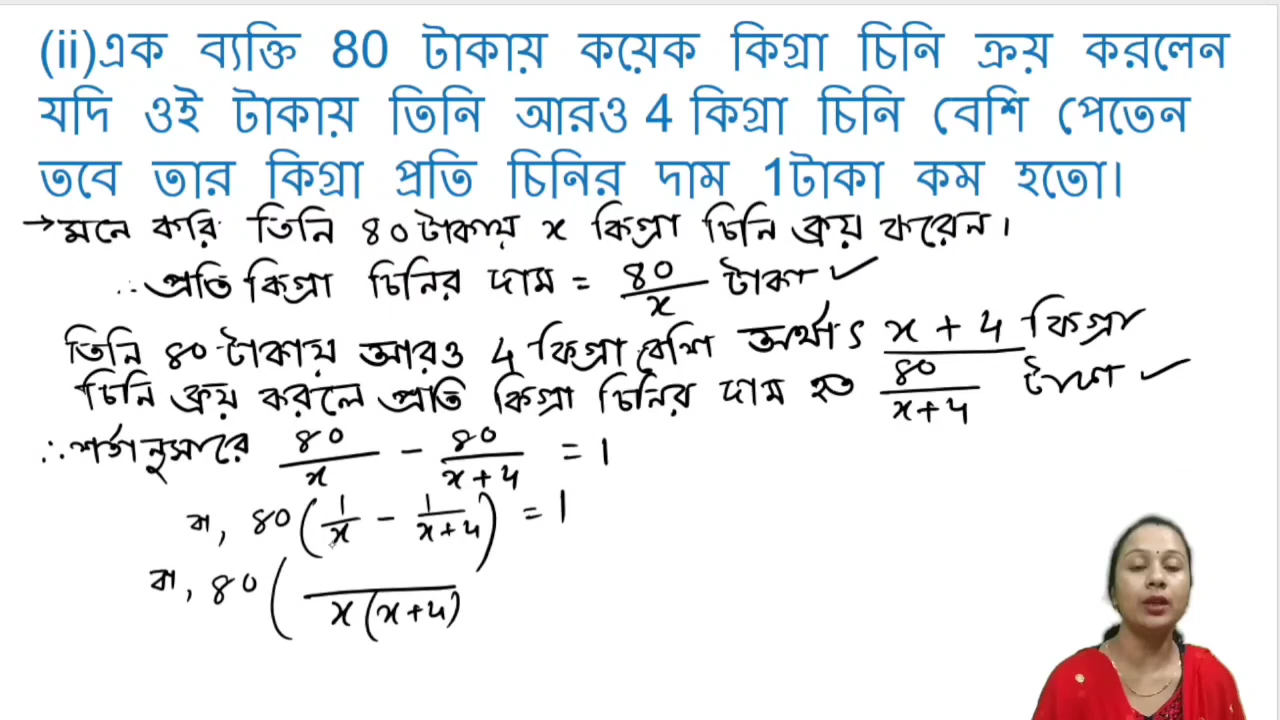 (ii)এক ব্যক্তি 80 টাকায় কয়েক কিগ্রা চিনি ক্রয় করলেন
যদি ওই টাকায় তিনি আরও 4 কিগ্রা চিনি বেশি পেতেন
তবে তার কিগ্রা প্রতি চিনির দাম 1টাকা কম হতো।
→ মনে করি তিনি 80 টাকায় x কিগ্রা চিনি ক্রয় করেন।
∴ প্রতি কিগ্রা চিনির দাম = 80/x টাকা ✓
তিনি 80 টাকায় আরও 4 কিগ্রা বেশি অর্থাৎ x + 4 কিগ্রা
চিনি ক্রয় করলে প্রতি কিগ্রা চিনির দাম হত 80/(x+4) টাকা ✓
∴ শর্তানুসারে 80/x − 80/(x+4) = 1
বা, 80(1/x − 1/(x+4)) = 1
বা, 80( /x(x+4)